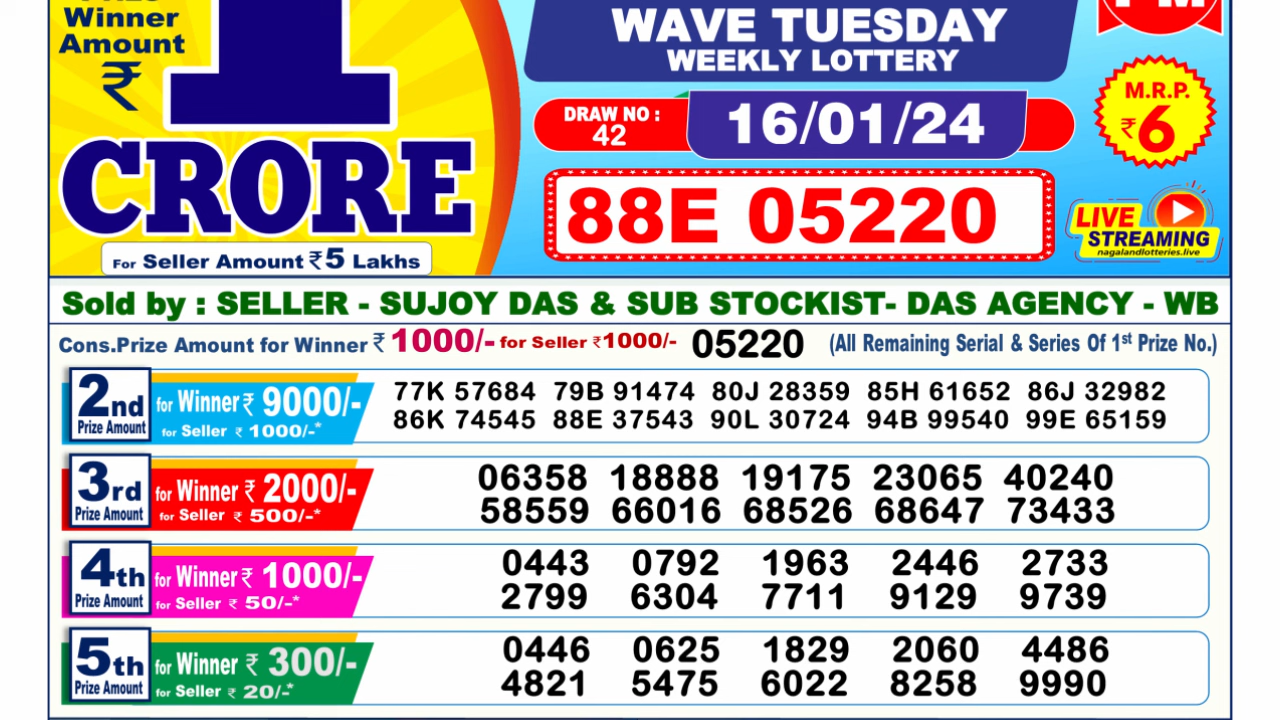 Winner
Amount
₹
1
CRORE
For Seller Amount ₹5 Lakhs
WAVE TUESDAY
WEEKLY LOTTERY
DRAW NO :
42
16/01/24
88E 05220
PM
M.R.P.
₹6
LIVE
STREAMING
nagalandlotteries.live
Sold by : SELLER - SUJOY DAS & SUB STOCKIST- DAS AGENCY - WB
Cons.Prize Amount for Winner ₹ 1000/- for Seller ₹1000/- 05220 (All Remaining Serial & Series Of 1st Prize No.)
2nd
Prize Amount
for Winner ₹ 9000/-
for Seller ₹ 1000/-*
77K 57684 79B 91474 80J 28359 85H 61652 86J 32982
86K 74545 88E 37543 90L 30724 94B 99540 99E 65159
3rd
Prize Amount
for Winner ₹ 2000/-
for Seller ₹ 500/-*
06358 18888 19175 23065 40240
58559 66016 68526 68647 73433
4th
Prize Amount
for Winner ₹ 1000/-
for Seller ₹ 50/-*
0443 0792 1963 2446 2733
2799 6304 7711 9129 9739
5th
Prize Amount
for Winner ₹ 300/-
for Seller ₹ 20/-*
0446 0625 1829 2060 4486
4821 5475 6022 8258 9990